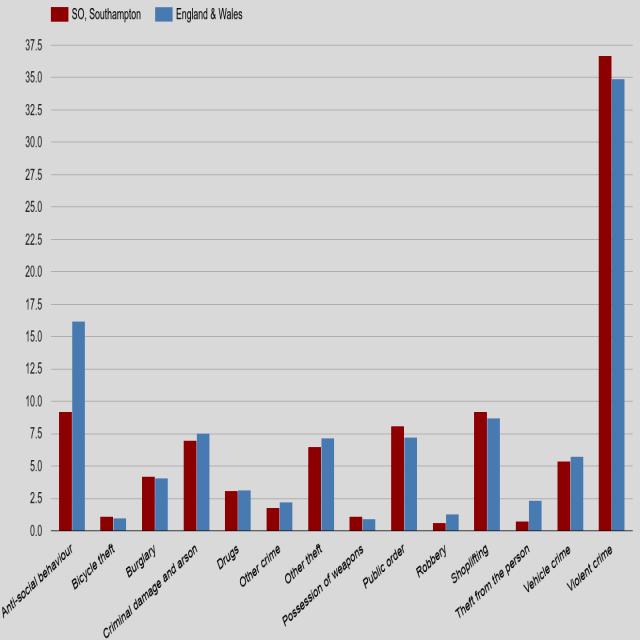 SO, Southampton England & Wales
37.5
35.0
32.5
30.0
27.5
25.0
22.5
20.0
17.5
15.0
12.5
10.0
7.5
5.0
2.5
0.0
Anti-social behaviour
Bicycle theft
Burglary
Criminal damage and arson
Drugs
Other crime
Other theft
Possession of weapons
Public order
Robbery
Shoplifting
Theft from the person
Vehicle crime
Violent crime